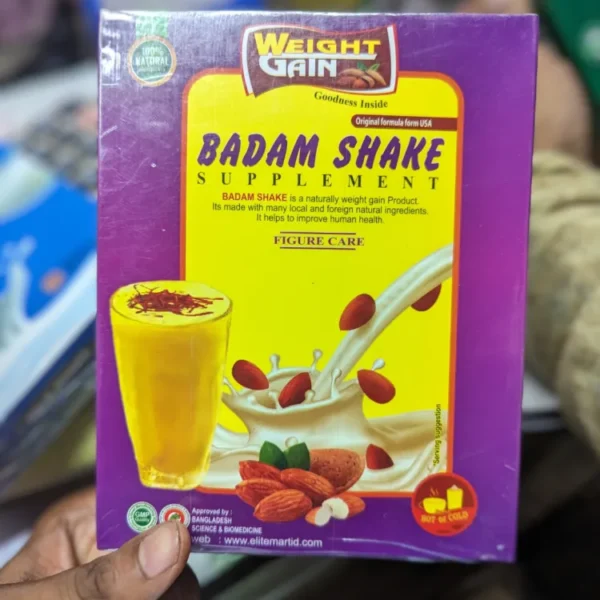 100%
NATURAL
WEIGHT
GAIN
Goodness Inside
Original formula form USA
BADAM SHAKE
SUPPLEMENT
BADAM SHAKE is a naturally weight gain Product.
Its made with many local and foreign natural ingredients.
It helps to improve human health.
FIGURE CARE
Serving suggestion
HOT or COLD
GMP
Approved by :
BANGLADESH
SCIENCE & BIOMEDICINE
web : www.elitemartid.com